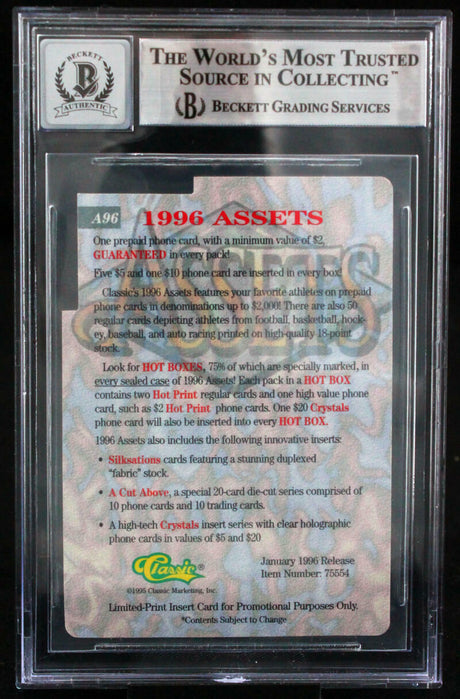 BECKETT
B
AUTHENTIC
THE WORLD'S MOST TRUSTED
SOURCE IN COLLECTING™
(B) BECKETT GRADING SERVICES
A96 1996 ASSETS
One prepaid phone card, with a minimum value of $2,
GUARANTEED in every pack!
Five $5 and one $10 phone card are inserted in every box!
Classic's 1996 Assets features your favorite athletes on prepaid
phone cards in denominations up to $2,000! There are also 50
regular cards depicting athletes from football, basketball, hock-
ey, baseball, and auto racing printed on high-quality 18-point
stock.
Look for HOT BOXES, 75% of which are specially marked, in
every sealed case of 1996 Assets! Each pack in a HOT BOX
contains two Hot Print regular cards and one high value phone
card, such as $2 Hot Print phone cards. One $20 Crystals
phone card will also be inserted into every HOT BOX.
1996 Assets also includes the following innovative inserts:
• Silksations cards featuring a stunning duplexed
"fabric" stock.
• A Cut Above, a special 20-card die-cut series comprised of
10 phone cards and 10 trading cards.
• A high-tech Crystals insert series with clear holographic
phone cards in values of $5 and $20
Classic®
©1995 Classic Marketing, Inc.
January 1996 Release
Item Number: 75554
Limited-Print Insert Card for Promotional Purposes Only.
*Contents Subject to Change